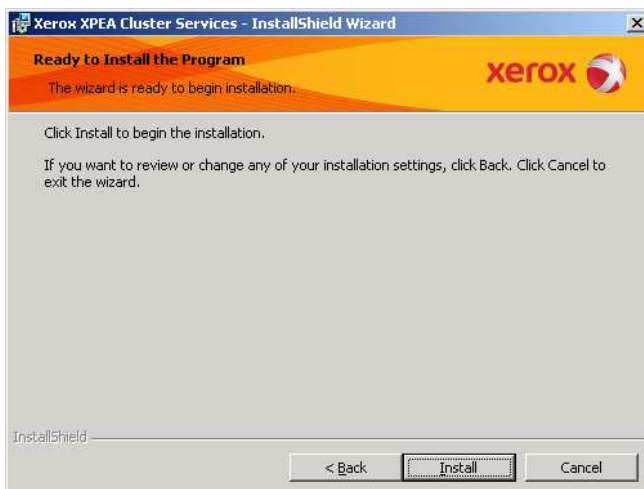 Xerox XPEA Cluster Services - InstallShield Wizard
Ready to Install the Program
The wizard is ready to begin installation.
xerox
Click Install to begin the installation.
If you want to review or change any of your installation settings, click Back. Click Cancel to
exit the wizard.
InstallShield
< Back Install Cancel